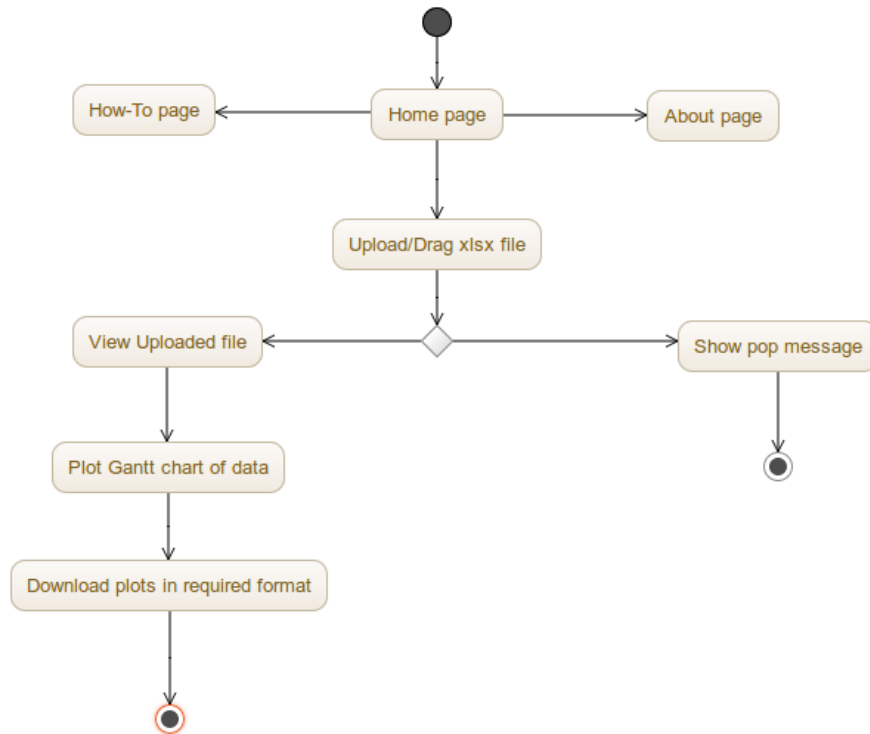 How-To page
Home page
About page
Upload/Drag xlsx file
View Uploaded file
Show pop message
Plot Gantt chart of data
Download plots in required format